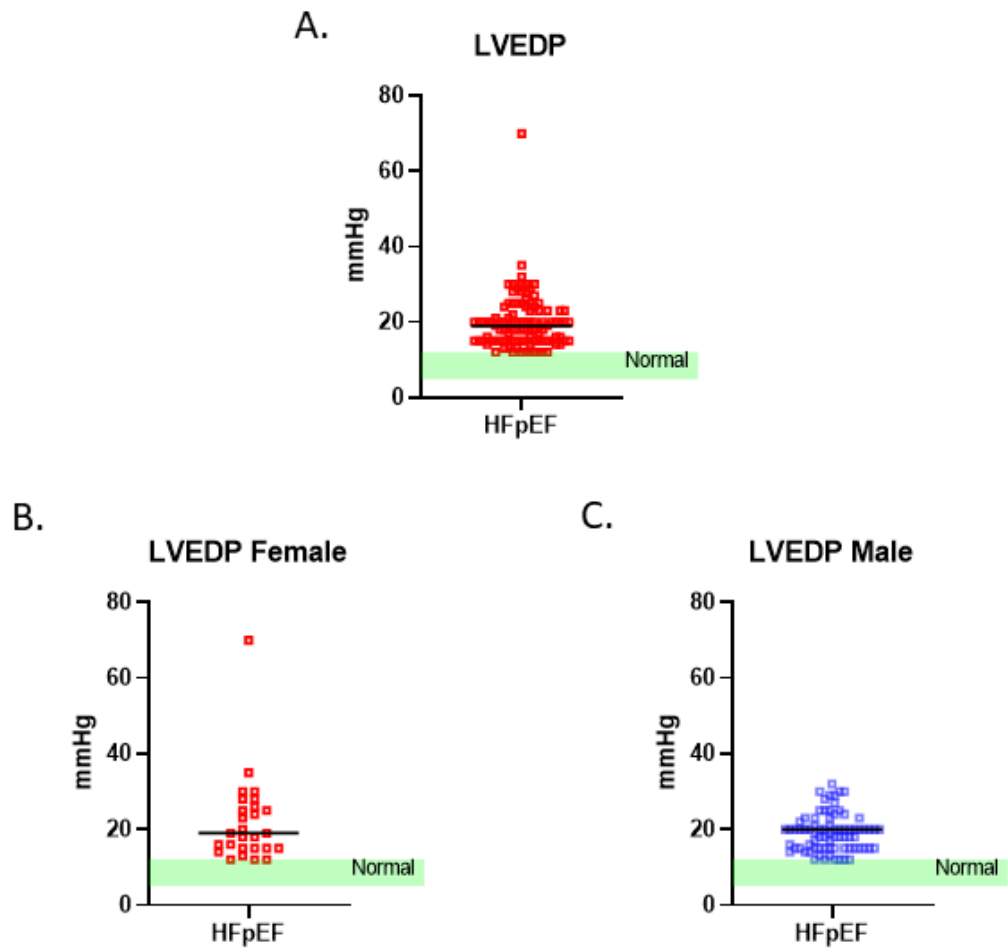 A.
LVEDP
80
60
40
20
0
mmHg
Normal
HFpEF
B.
LVEDP Female
80
60
40
20
0
mmHg
Normal
HFpEF
C.
LVEDP Male
80
60
40
20
0
mmHg
Normal
HFpEF